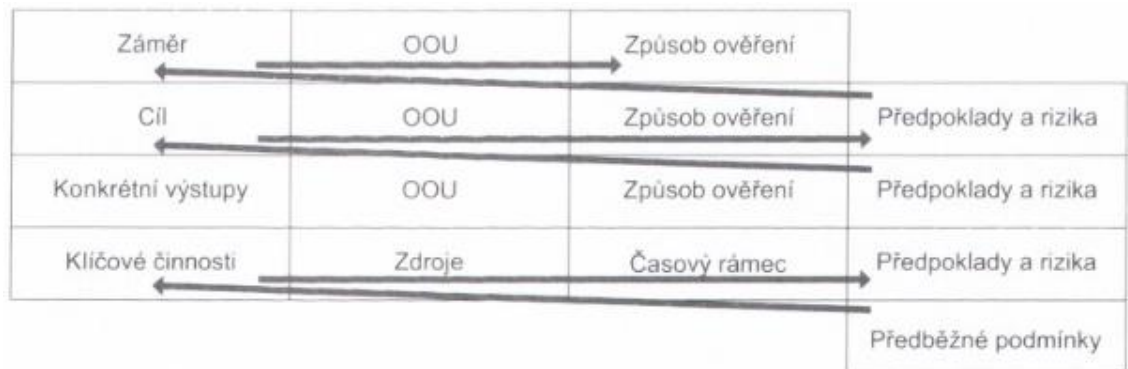 Záměr OOU Způsob ověření
Cíl OOU Způsob ověření Předpoklady a rizika
Konkrétní výstupy OOU Způsob ověření Předpoklady a rizika
Klíčové činnosti Zdroje Časový rámec Předpoklady a rizika
Předběžné podmínky